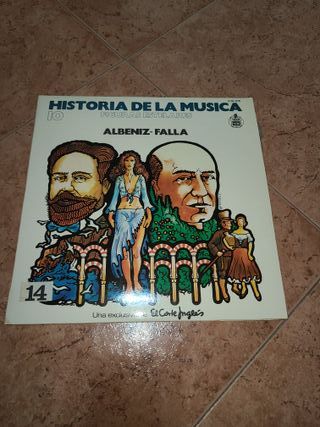 HISTORIA DE LA MUSICA
10
FIGURAS ESTELARES
ALBENIZ-FALLA
14
Una exclusiva de El Corte Inglés